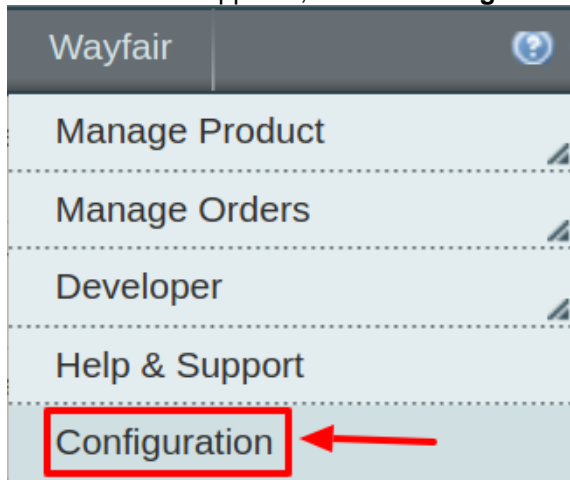 Wayfair
Manage Product
Manage Orders
Developer
Help & Support
Configuration